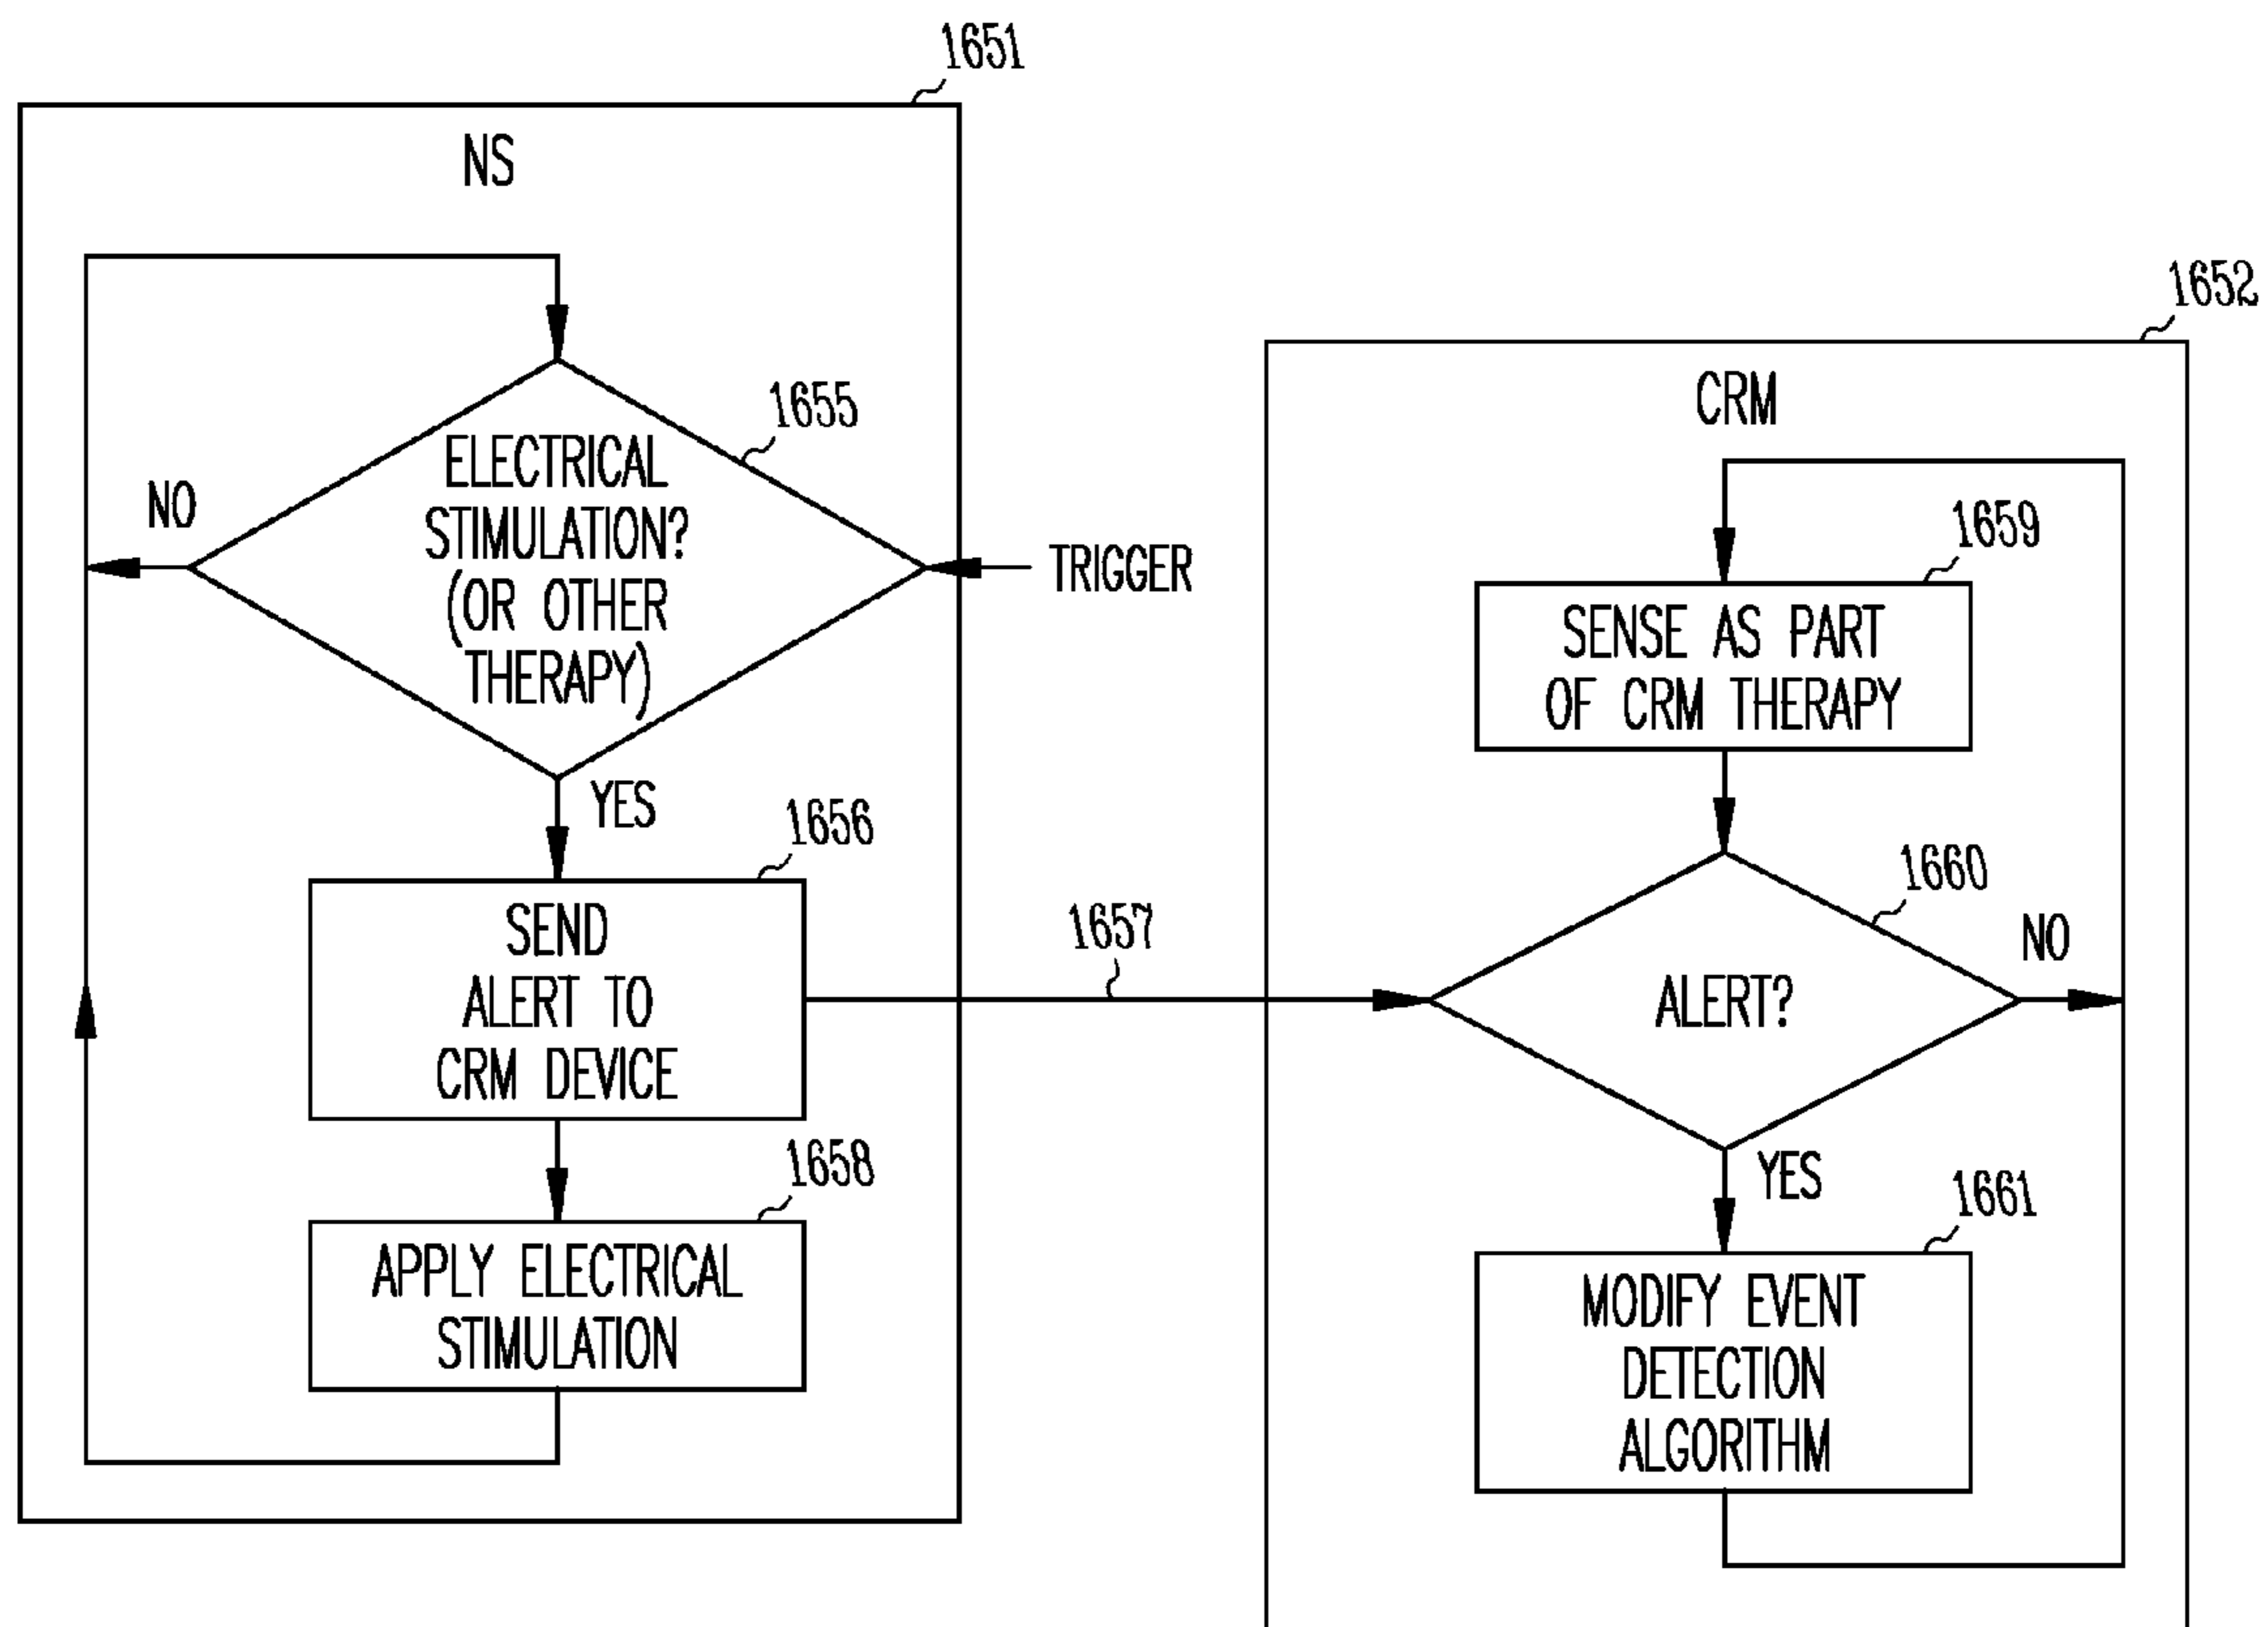 1651
NS
1655
ELECTRICAL
STIMULATION?
(OR OTHER
THERAPY)
NO
TRIGGER
YES
1656
SEND
ALERT TO
CRM DEVICE
1657
1658
APPLY ELECTRICAL
STIMULATION
1652
CRM
1659
SENSE AS PART
OF CRM THERAPY
1660
NO
ALERT?
YES
1661
MODIFY EVENT
DETECTION
ALGORITHM